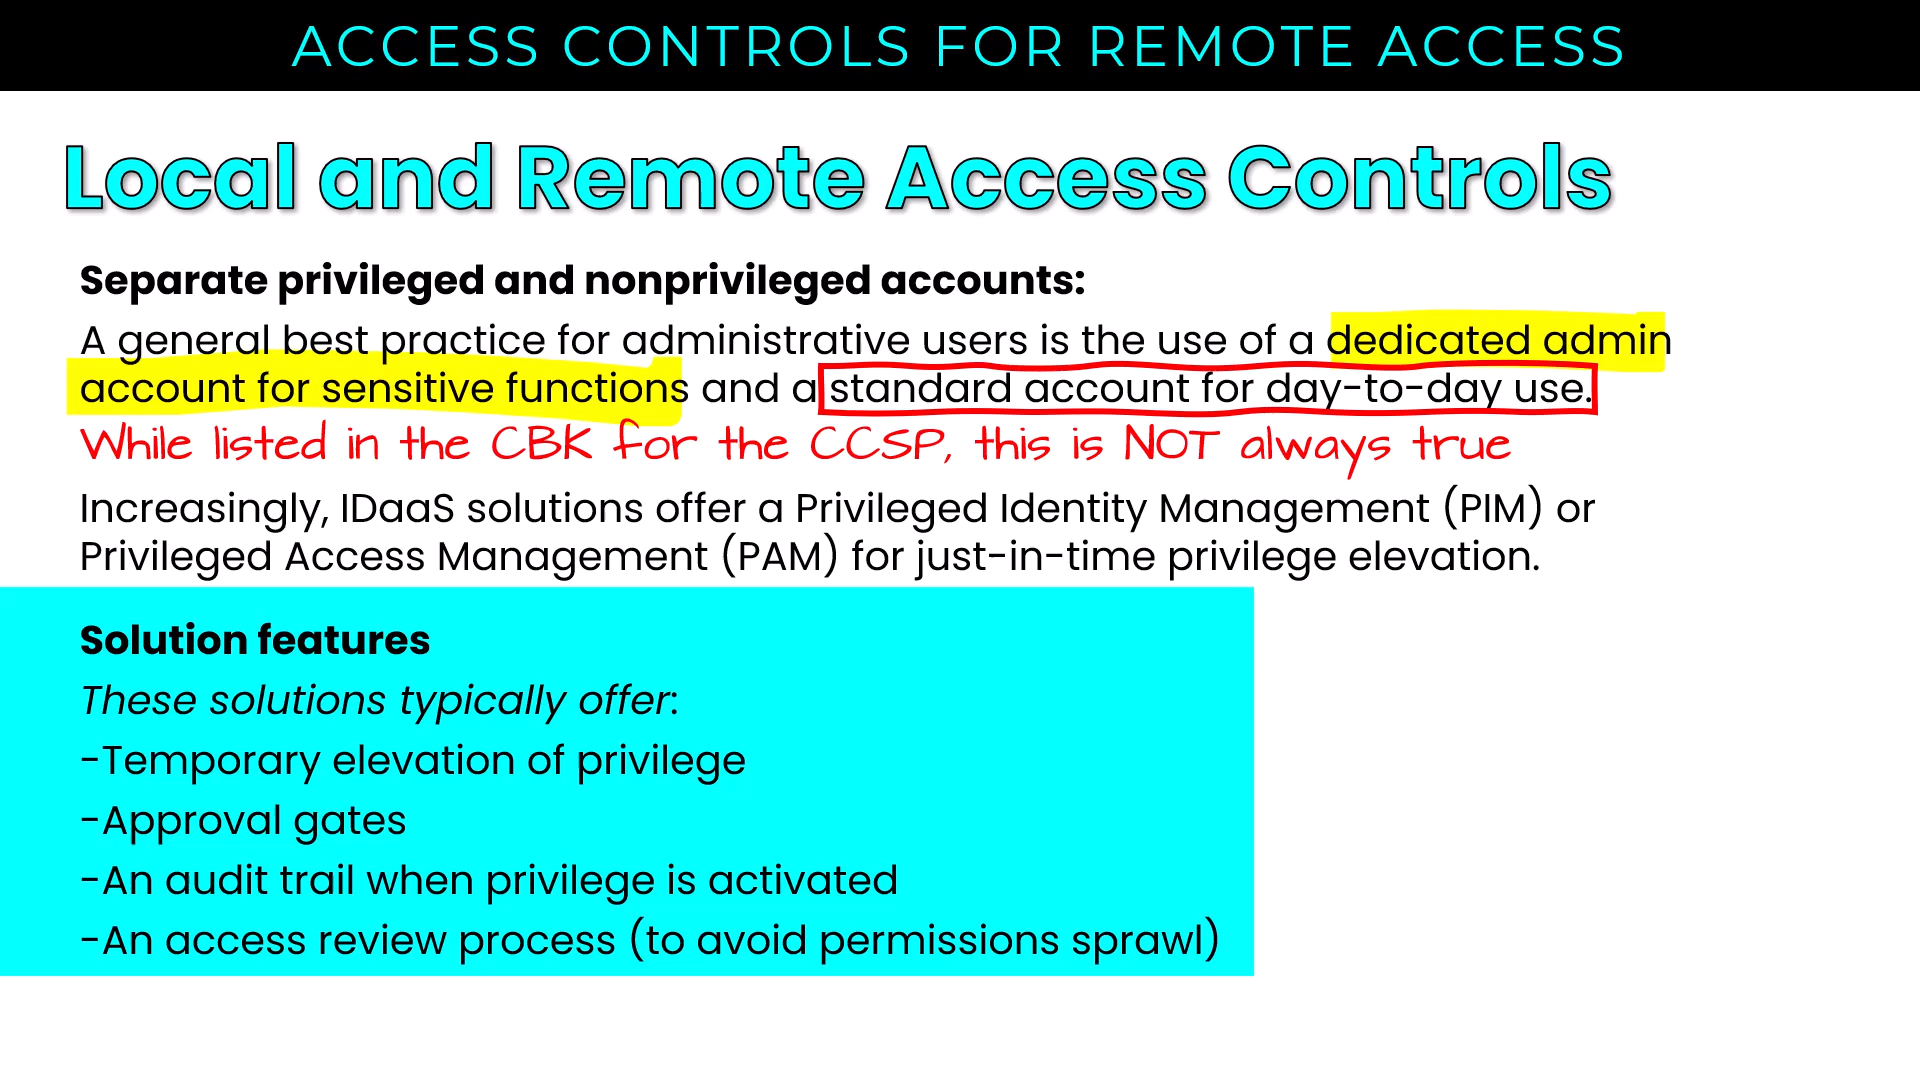 ACCESS CONTROLS FOR REMOTE ACCESS
Local and Remote Access Controls
Separate privileged and nonprivileged accounts:
A general best practice for administrative users is the use of a dedicated admin
account for sensitive functions and a standard account for day-to-day use.
While listed in the CBK for the CCSP, this is NOT always true
Increasingly, IDaaS solutions offer a Privileged Identity Management (PIM) or
Privileged Access Management (PAM) for just-in-time privilege elevation.
Solution features
These solutions typically offer:
-Temporary elevation of privilege
-Approval gates
-An audit trail when privilege is activated
-An access review process (to avoid permissions sprawl)